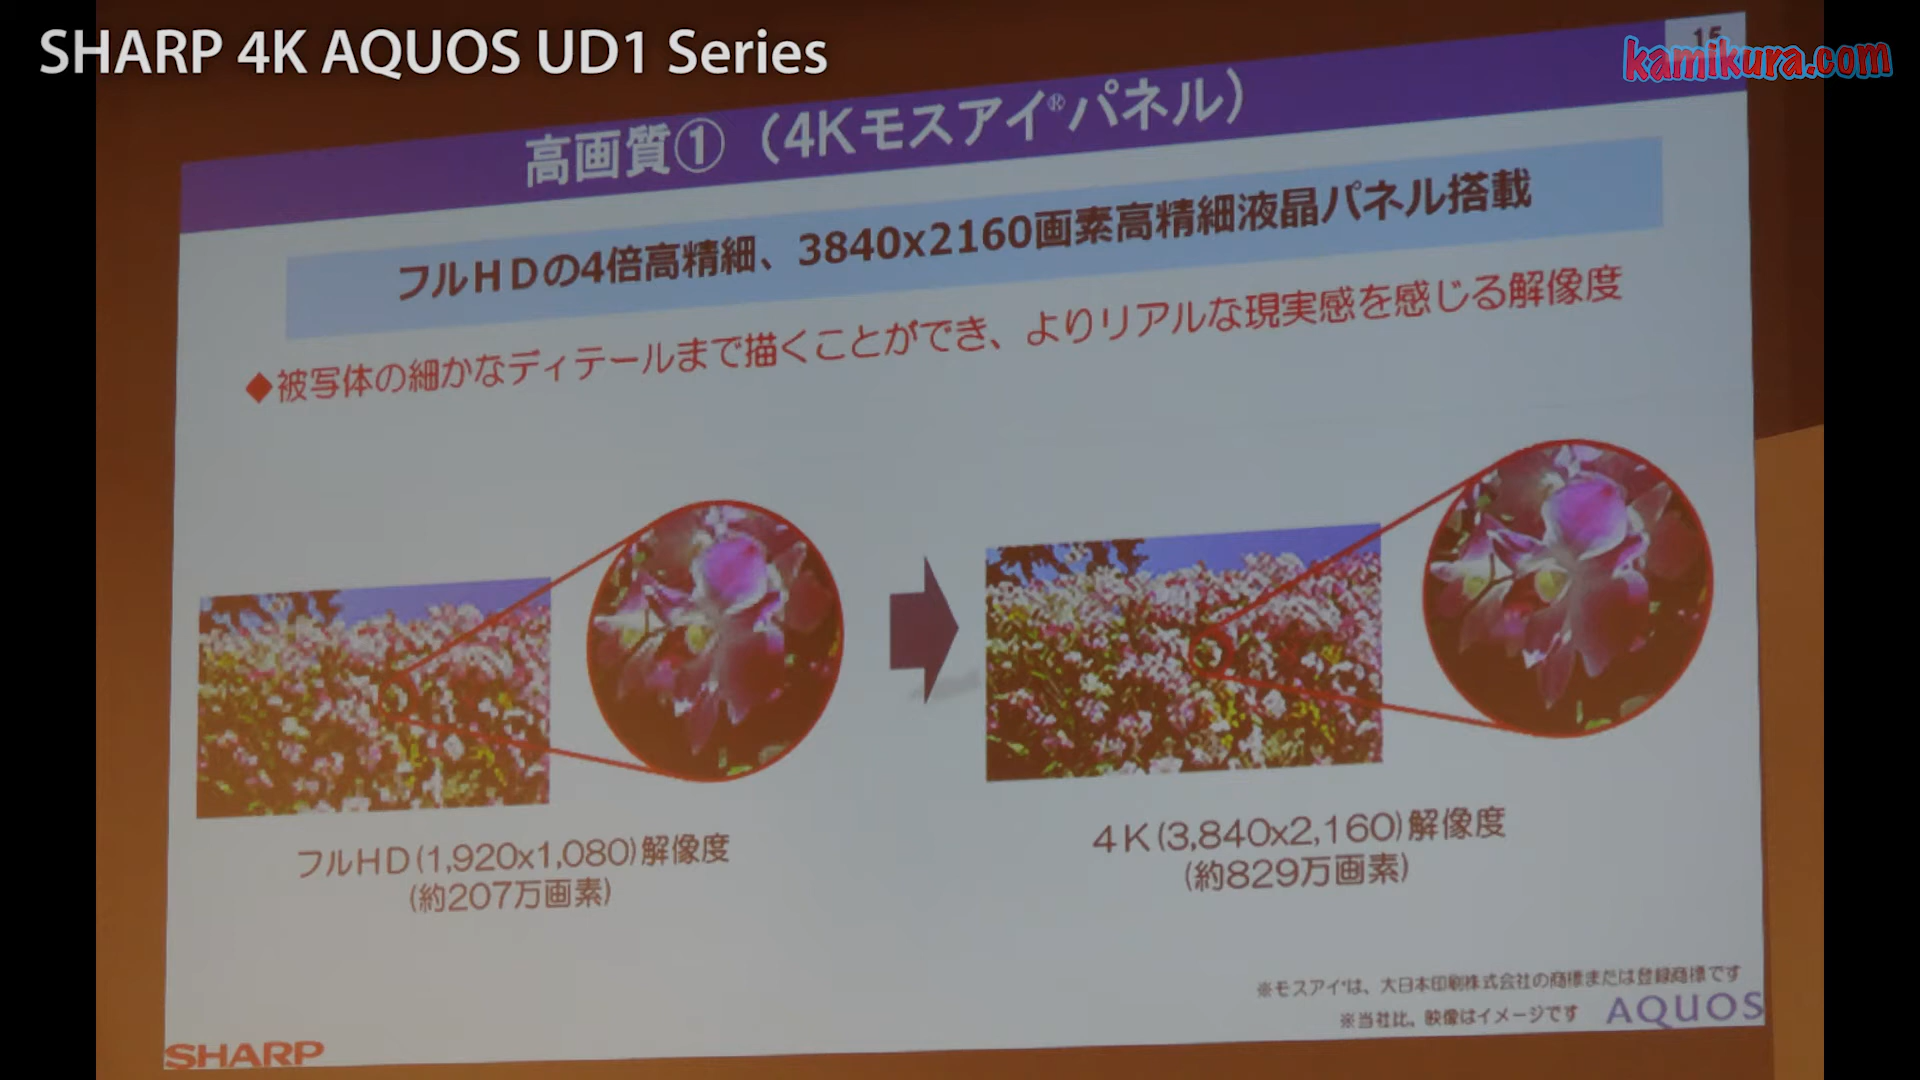 SHARP 4K AQUOS UD1 Series
kamikura.com
15
高画質①（4Kモスアイ®パネル）
フルＨＤの4倍高精細、3840x2160画素高精細液晶パネル搭載
◆被写体の細かなディテールまで描くことができ、よりリアルな現実感を感じる解像度
フルHD(1,920x1,080)解像度
(約207万画素)
4K(3,840x2,160)解像度
(約829万画素)
※モスアイ®は、大日本印刷株式会社の商標または登録商標です
※当社比。映像はイメージです
AQUOS
SHARP